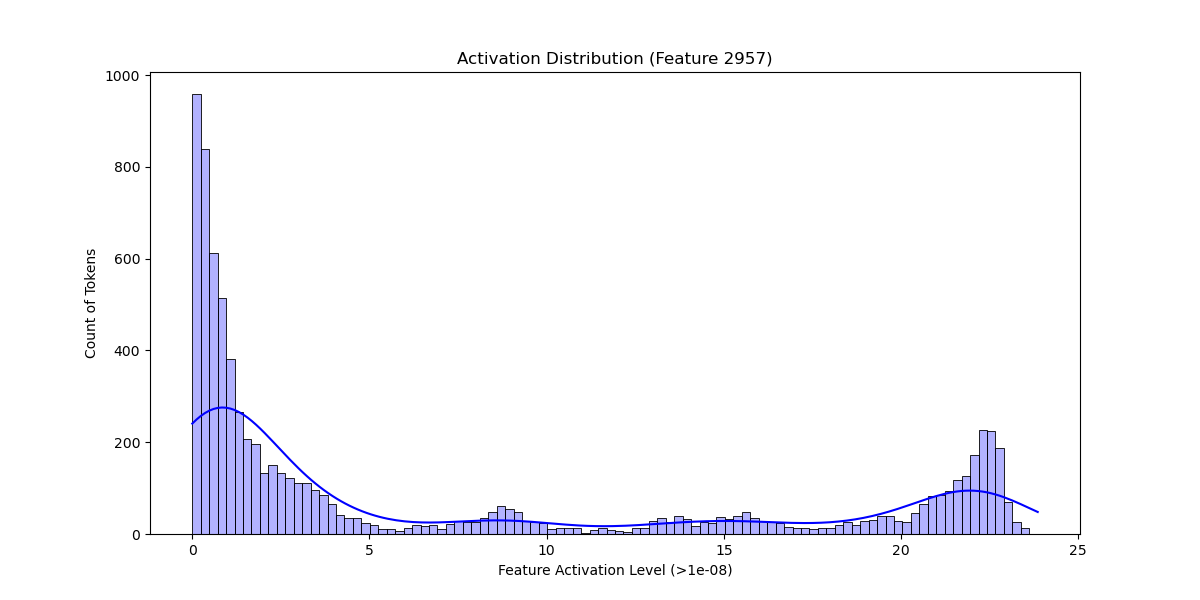 Activation Distribution (Feature 2957)
1000
800
600
400
200
0
Count of Tokens
0 5 10 15 20 25
Feature Activation Level (>1e-08)